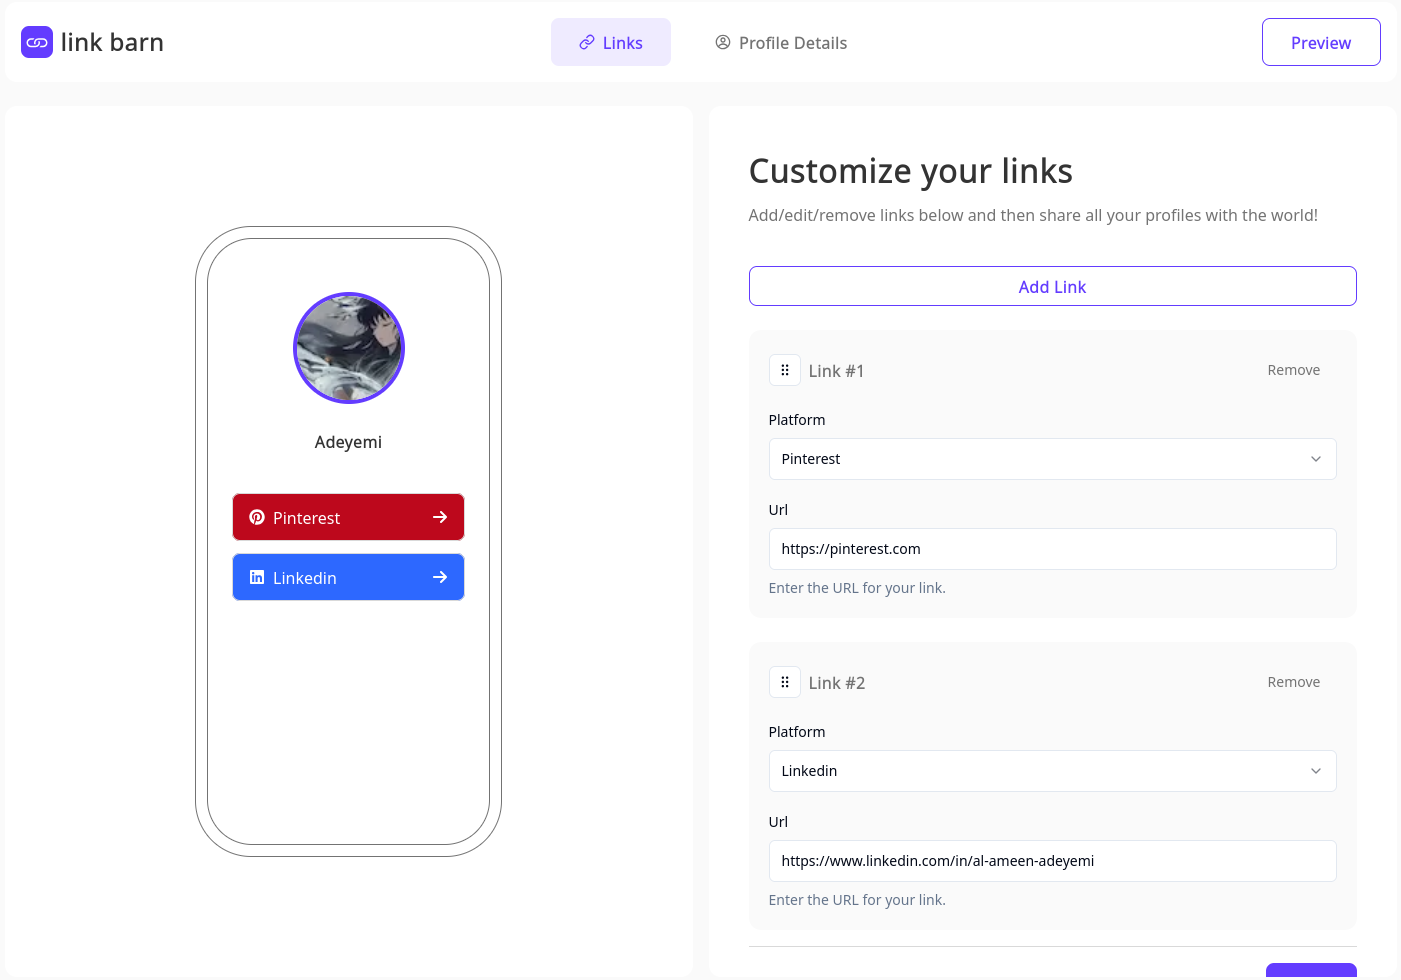 link barn
Links
Profile Details
Preview
Adeyemi
Pinterest
Linkedin
Customize your links
Add/edit/remove links below and then share all your profiles with the world!
Add Link
Link #1
Remove
Platform
Pinterest
Url
https://pinterest.com
Enter the URL for your link.
Link #2
Remove
Platform
Linkedin
Url
https://www.linkedin.com/in/al-ameen-adeyemi
Enter the URL for your link.